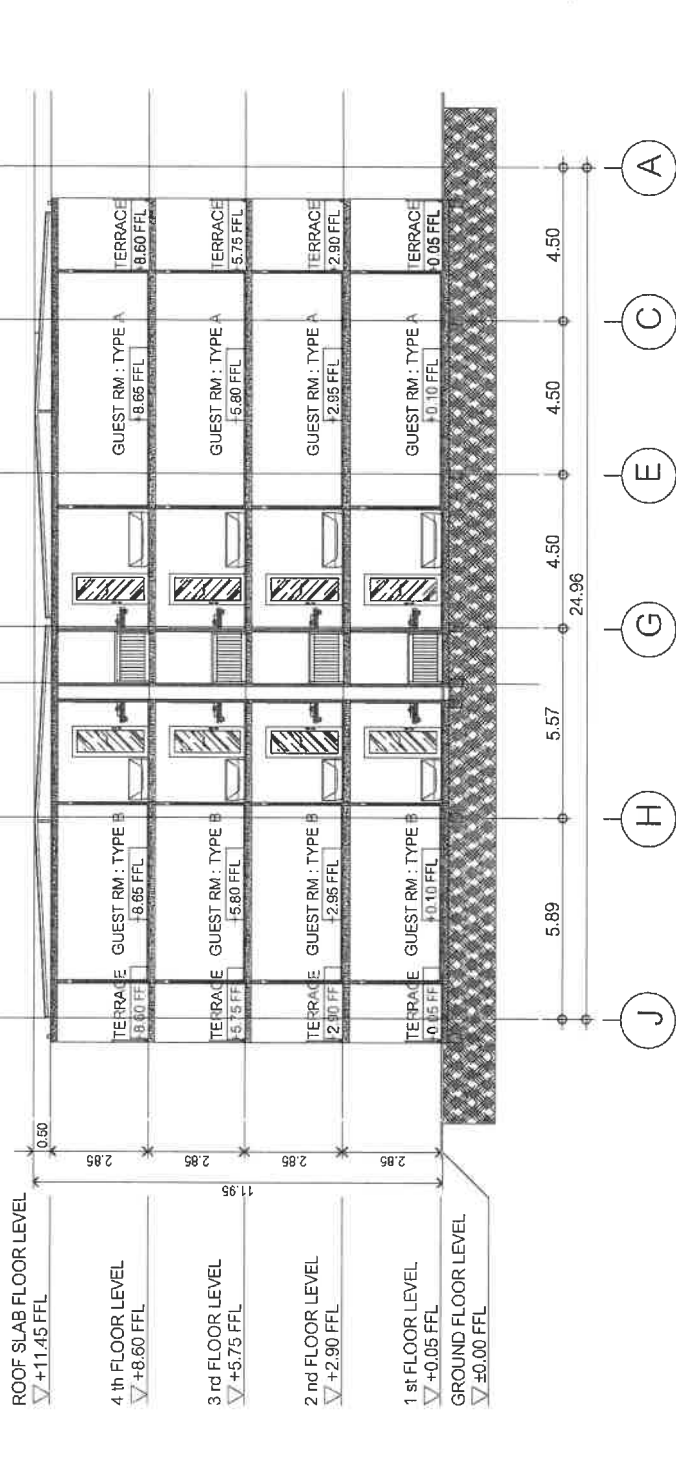 ROOF SLAB FLOOR LEVEL
+11.45 FFL
4 th FLOOR LEVEL
+8.60 FFL
3 rd FLOOR LEVEL
+5.75 FFL
2 nd FLOOR LEVEL
+2.90 FFL
1 st FLOOR LEVEL
+0.05 FFL
GROUND FLOOR LEVEL
±0.00 FFL
0.50
2.85
2.85
2.85
2.85
11.95
TERRACE
+8.60 FF
GUEST RM : TYPE B
+8.65 FFL
GUEST RM : TYPE A
+8.65 FFL
TERRACE
+8.60 FFL
TERRACE
+5.75 FF
GUEST RM : TYPE B
+5.80 FFL
GUEST RM : TYPE A
+5.80 FFL
TERRACE
+5.75 FFL
TERRACE
+2.90 FF
GUEST RM : TYPE B
+2.95 FFL
GUEST RM : TYPE A
+2.95 FFL
TERRACE
+2.90 FFL
TERRACE
+0.05 FF
GUEST RM : TYPE B
+0.10 FFL
GUEST RM : TYPE A
+0.10 FFL
TERRACE
+0.05 FFL
5.89
5.57
4.50
4.50
4.50
24.96
J
H
G
E
C
A